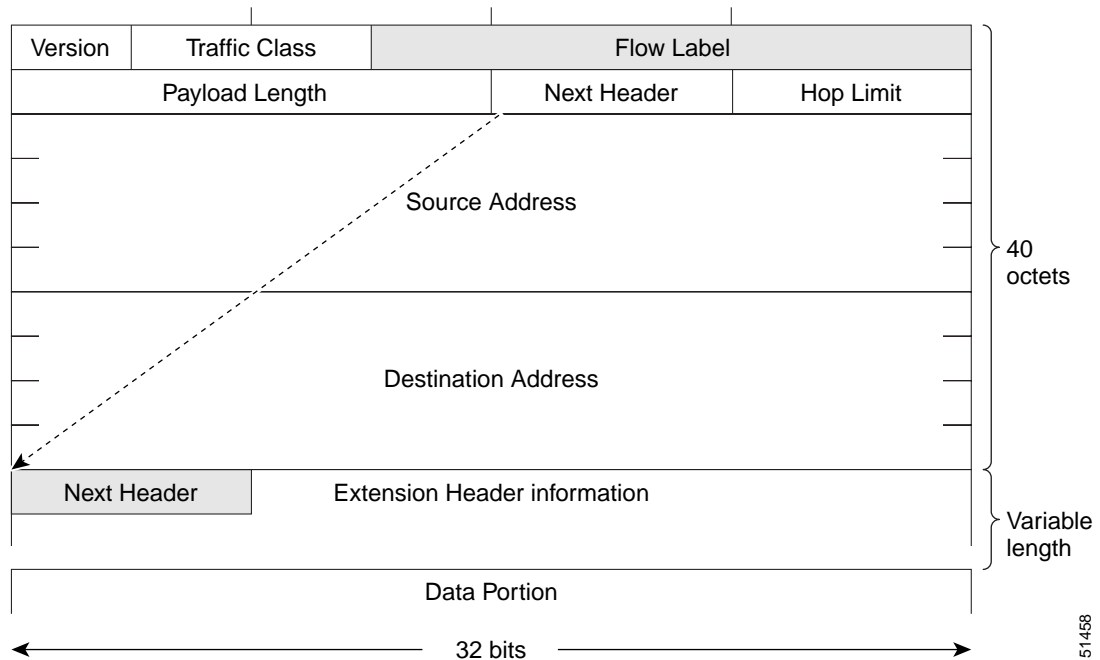 Version
Traffic Class
Flow Label
Payload Length
Next Header
Hop Limit
Source Address
40
octets
Destination Address
Next Header
Extension Header information
Variable
length
Data Portion
32 bits
51458